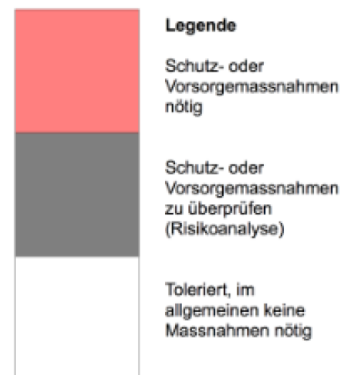 Legende
Schutz- oder
Vorsorgemassnahmen
nötig
Schutz- oder
Vorsorgemassnahmen
zu überprüfen
(Risikoanalyse)
Toleriert, im
allgemeinen keine
Massnahmen nötig